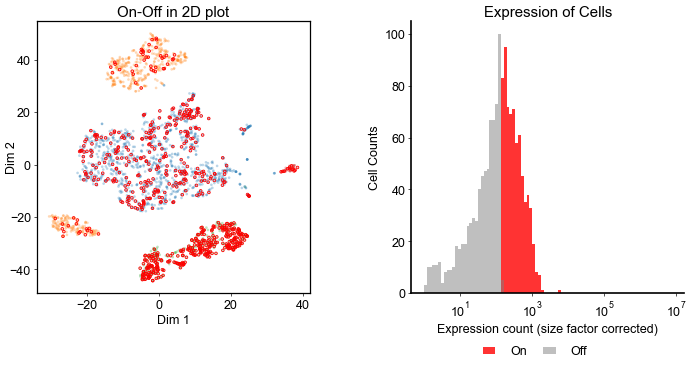 On-Off in 2D plot
Dim 2
40
20
0
−20
−40
−20 0 20 40
Dim 1
Expression of Cells
Cell Counts
100
80
60
40
20
0
10^1 10^3 10^5 10^7
Expression count (size factor corrected)
On Off